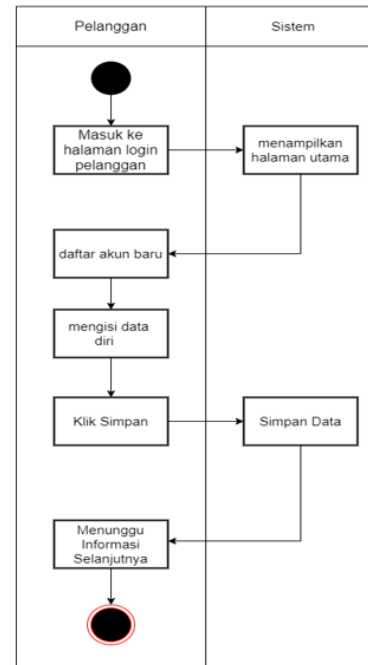 Pelanggan
Sistem
Masuk ke
halaman login
pelanggan
menampilkan
halaman utama
daftar akun baru
mengisi data
diri
Klik Simpan
Simpan Data
Menunggu
Informasi
Selanjutnya